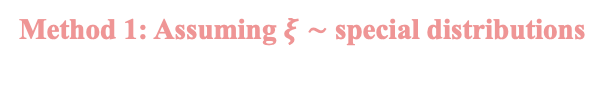 Method 1: Assuming ξ ~ special distributions